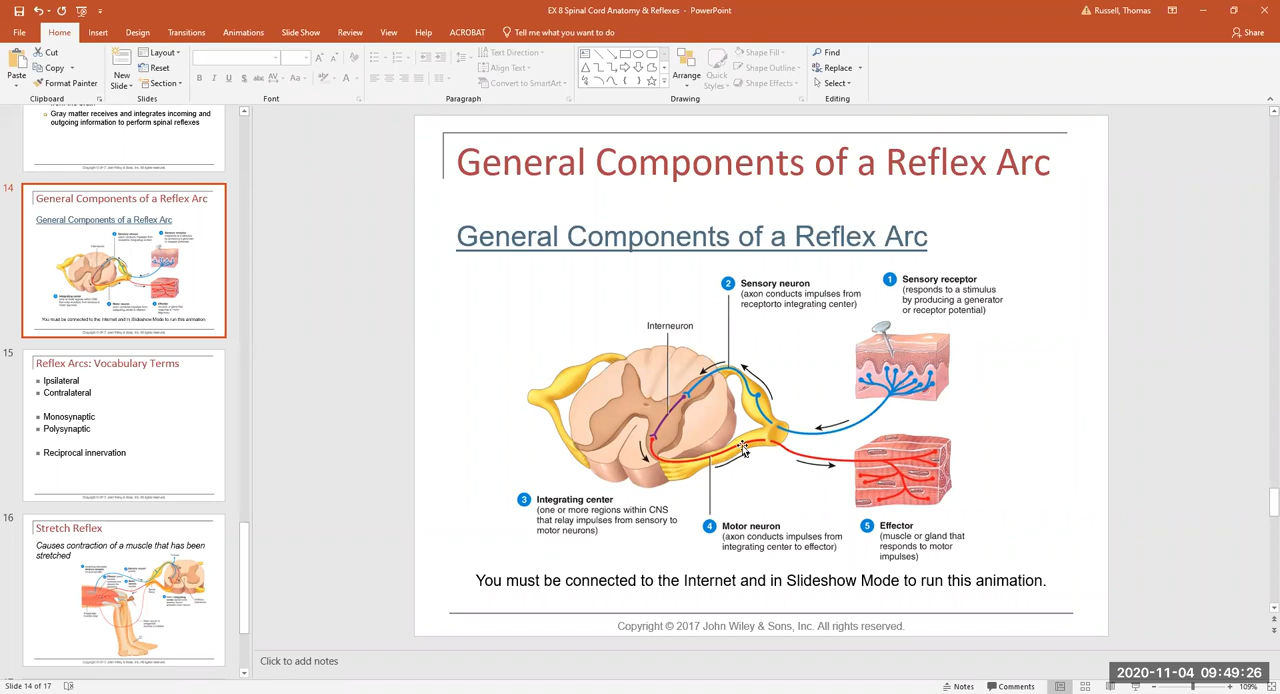 EX 8 Spinal Cord Anatomy & Reflexes - PowerPoint
Russell, Thomas
File Home Insert Design Transitions Animations Slide Show Review View Help ACROBAT Tell me what you want to do
Share
Paste
Cut
Copy
Format Painter
Clipboard
New Slide
Layout
Reset
Section
Slides
B I U S abc AV Aa A
Font
Text Direction
Align Text
Convert to SmartArt
Paragraph
Arrange
Quick Styles
Shape Fill
Shape Outline
Shape Effects
Drawing
Find
Replace
Select
Editing
Gray matter receives and integrates incoming and
outgoing information to perform spinal reflexes
14
General Components of a Reflex Arc
General Components of a Reflex Arc
You must be connected to the Internet and in Slideshow Mode to run this animation.
15
Reflex Arcs: Vocabulary Terms
Ipsilateral
Contralateral
Monosynaptic
Polysynaptic
Reciprocal innervation
16
Stretch Reflex
Causes contraction of a muscle that has been
stretched
General Components of a Reflex Arc
General Components of a Reflex Arc
1 Sensory receptor
(responds to a stimulus
by producing a generator
or receptor potential)
2 Sensory neuron
(axon conducts impulses from
receptorto integrating center)
Interneuron
3 Integrating center
(one or more regions within CNS
that relay impulses from sensory to
motor neurons)
4 Motor neuron
(axon conducts impulses from
integrating center to effector)
5 Effector
(muscle or gland that
responds to motor
impulses)
You must be connected to the Internet and in Slideshow Mode to run this animation.
Copyright © 2017 John Wiley & Sons, Inc. All rights reserved.
Click to add notes
2020-11-04 09:49:26
Slide 14 of 17
Notes
Comments
109%